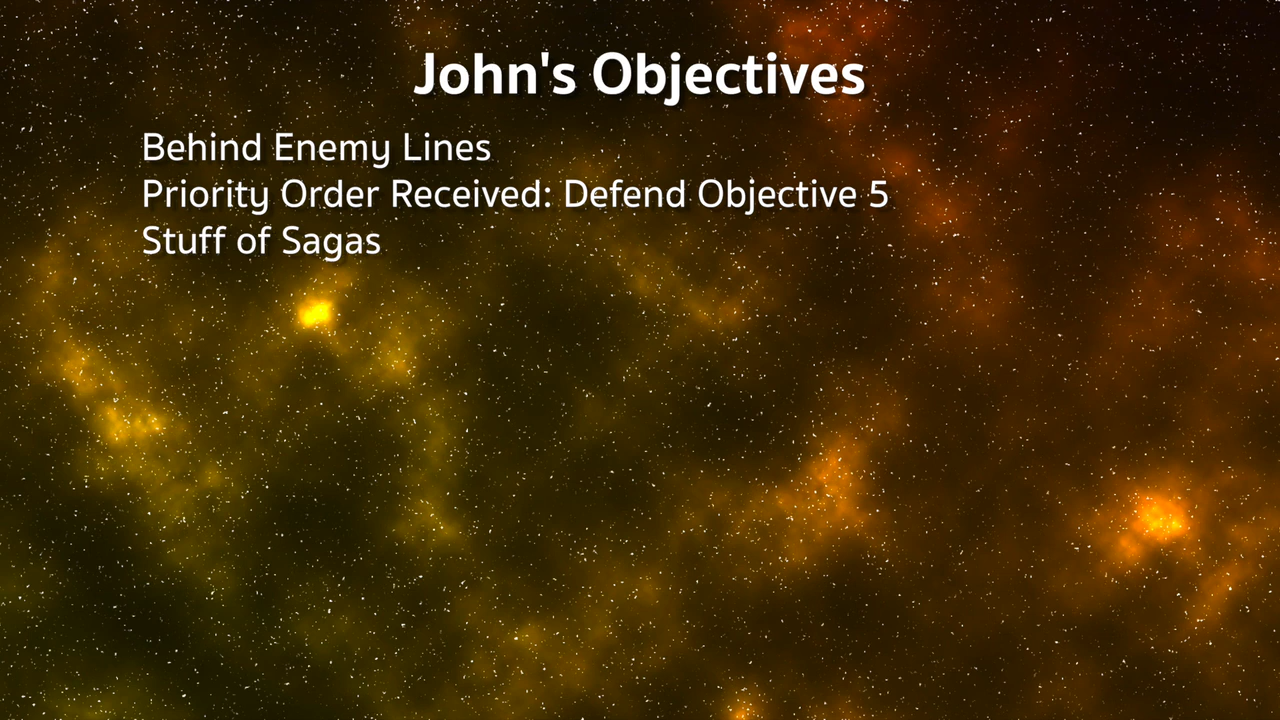 John's Objectives
Behind Enemy Lines
Priority Order Received: Defend Objective 5
Stuff of Sagas